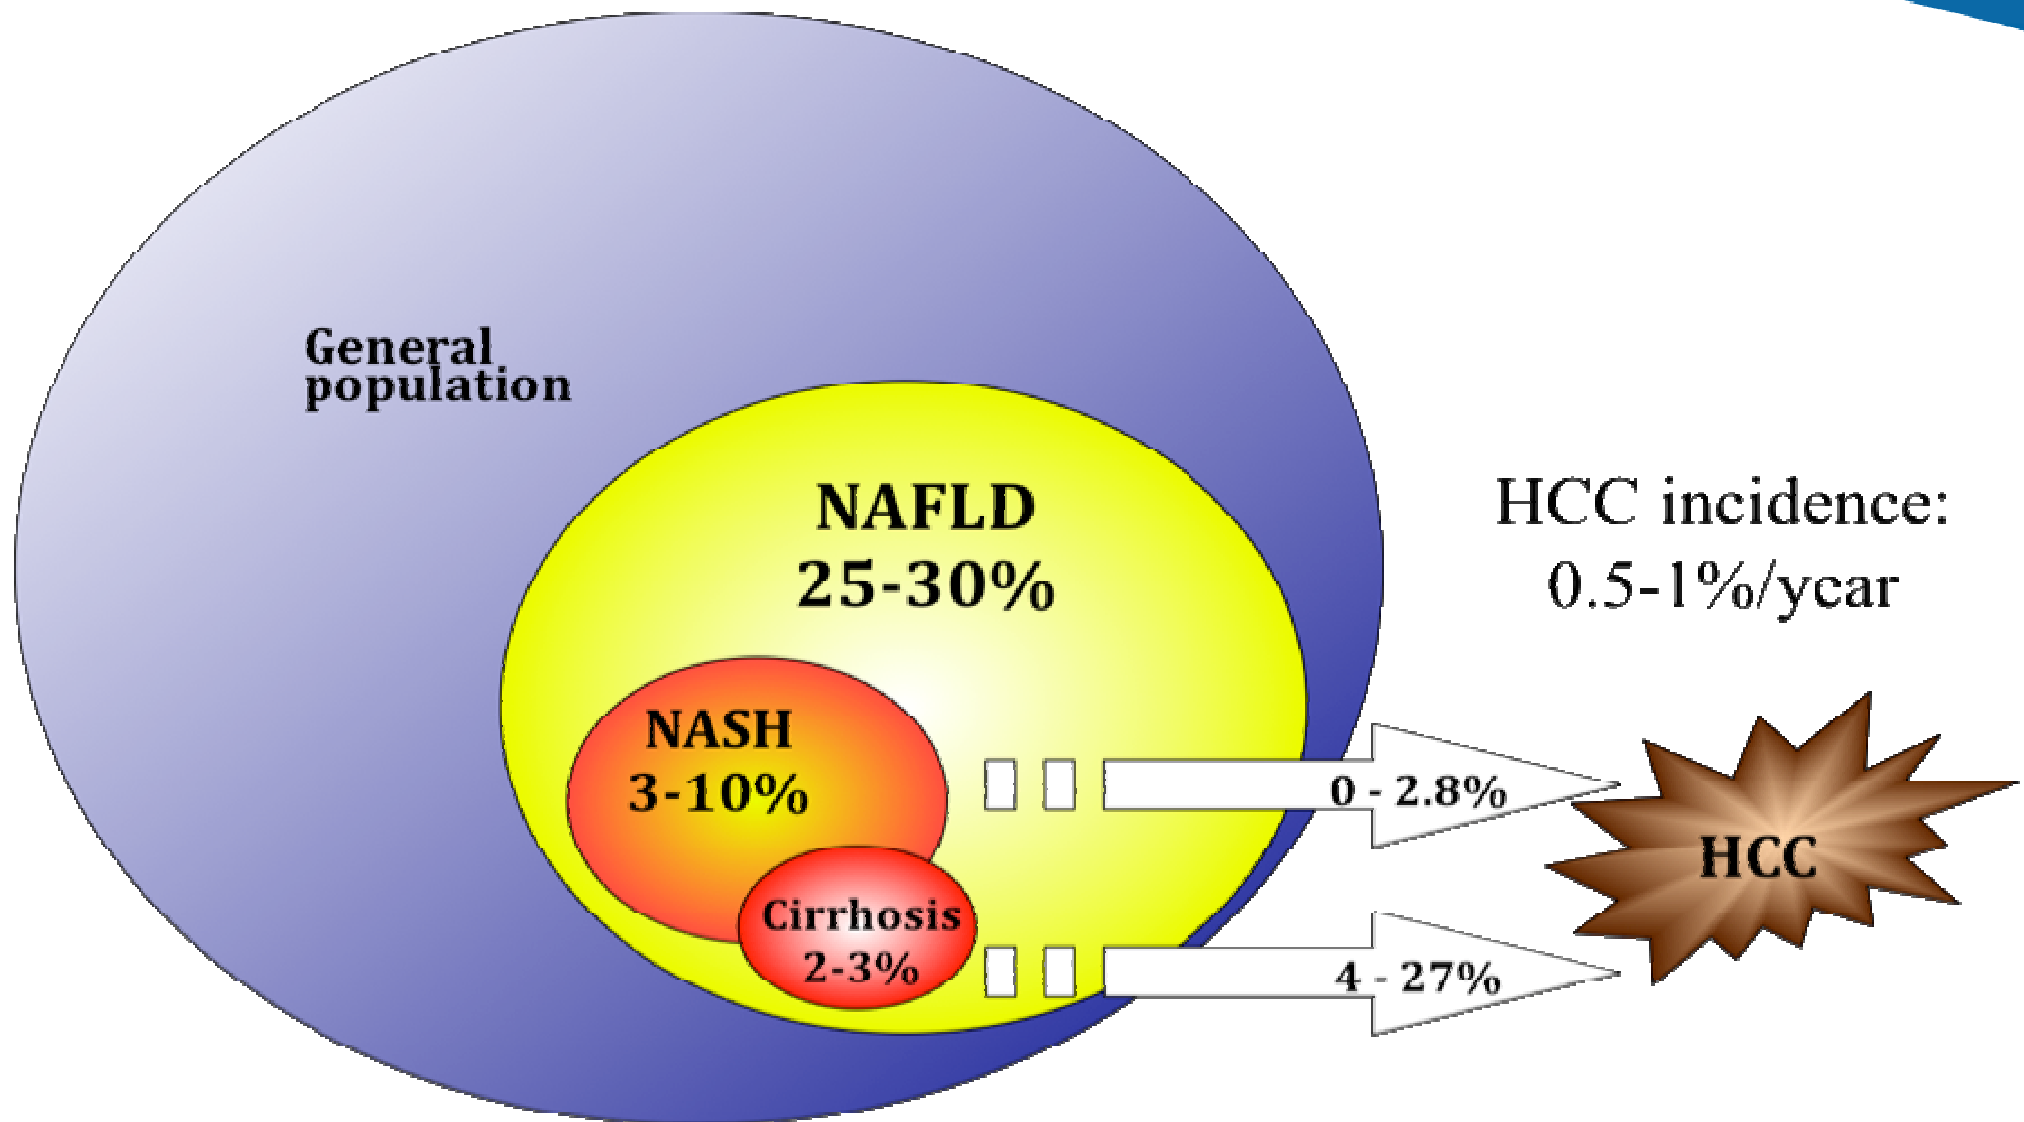 General
population
NAFLD
25-30%
HCC incidence:
0.5-1%/year
NASH
3-10%
0 - 2.8%
HCC
Cirrhosis
2-3%
4 - 27%